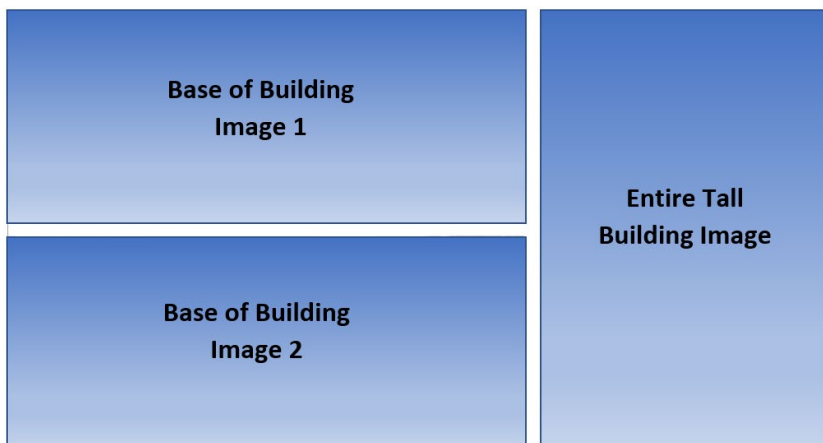 Base of Building
Image 1
Base of Building
Image 2
Entire Tall
Building Image